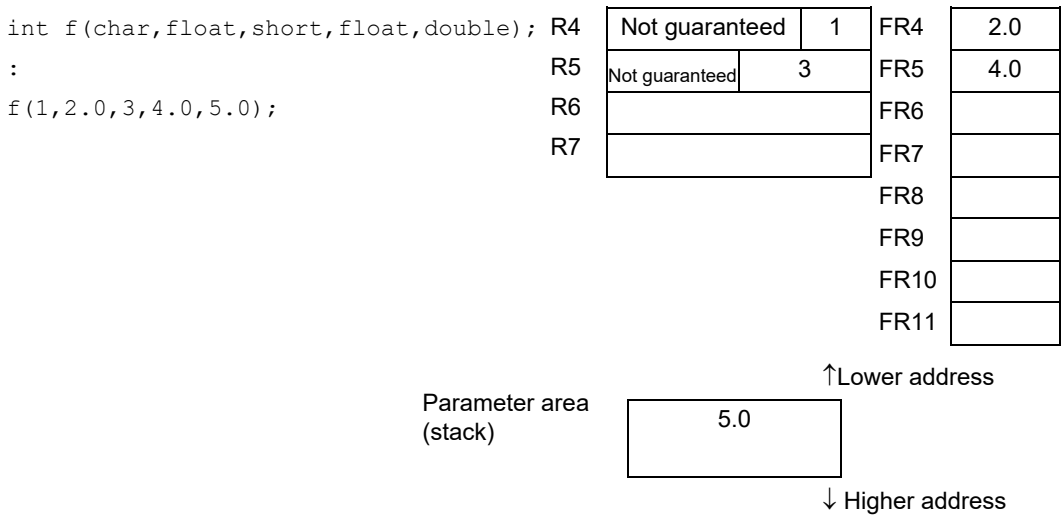 int f(char,float,short,float,double); R4 Not guaranteed 1 FR4 2.0
: R5 Not guaranteed 3 FR5 4.0
f(1,2.0,3,4.0,5.0); R6 FR6
R7 FR7
FR8
FR9
FR10
FR11
↑Lower address
Parameter area
(stack)
5.0
↓ Higher address